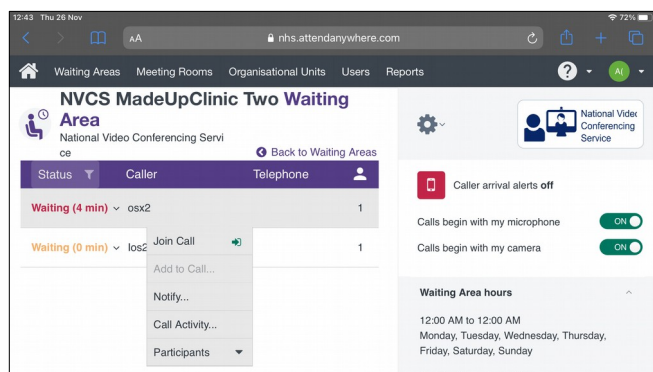 12:43 Thu 26 Nov
72%
AA
nhs.attendanywhere.com
Waiting Areas Meeting Rooms Organisational Units Users Reports
? A(
NVCS MadeUpClinic Two Waiting
Area
National Video Conferencing Servi
ce
Back to Waiting Areas
Status Caller Telephone
Waiting (4 min) osx2 1
Waiting (0 min) Ios2 1
Join Call
Add to Call...
Notify...
Call Activity...
Participants
National Video
Conferencing
Service
Caller arrival alerts off
Calls begin with my microphone ON
Calls begin with my camera ON
Waiting Area hours
12:00 AM to 12:00 AM
Monday, Tuesday, Wednesday, Thursday,
Friday, Saturday, Sunday